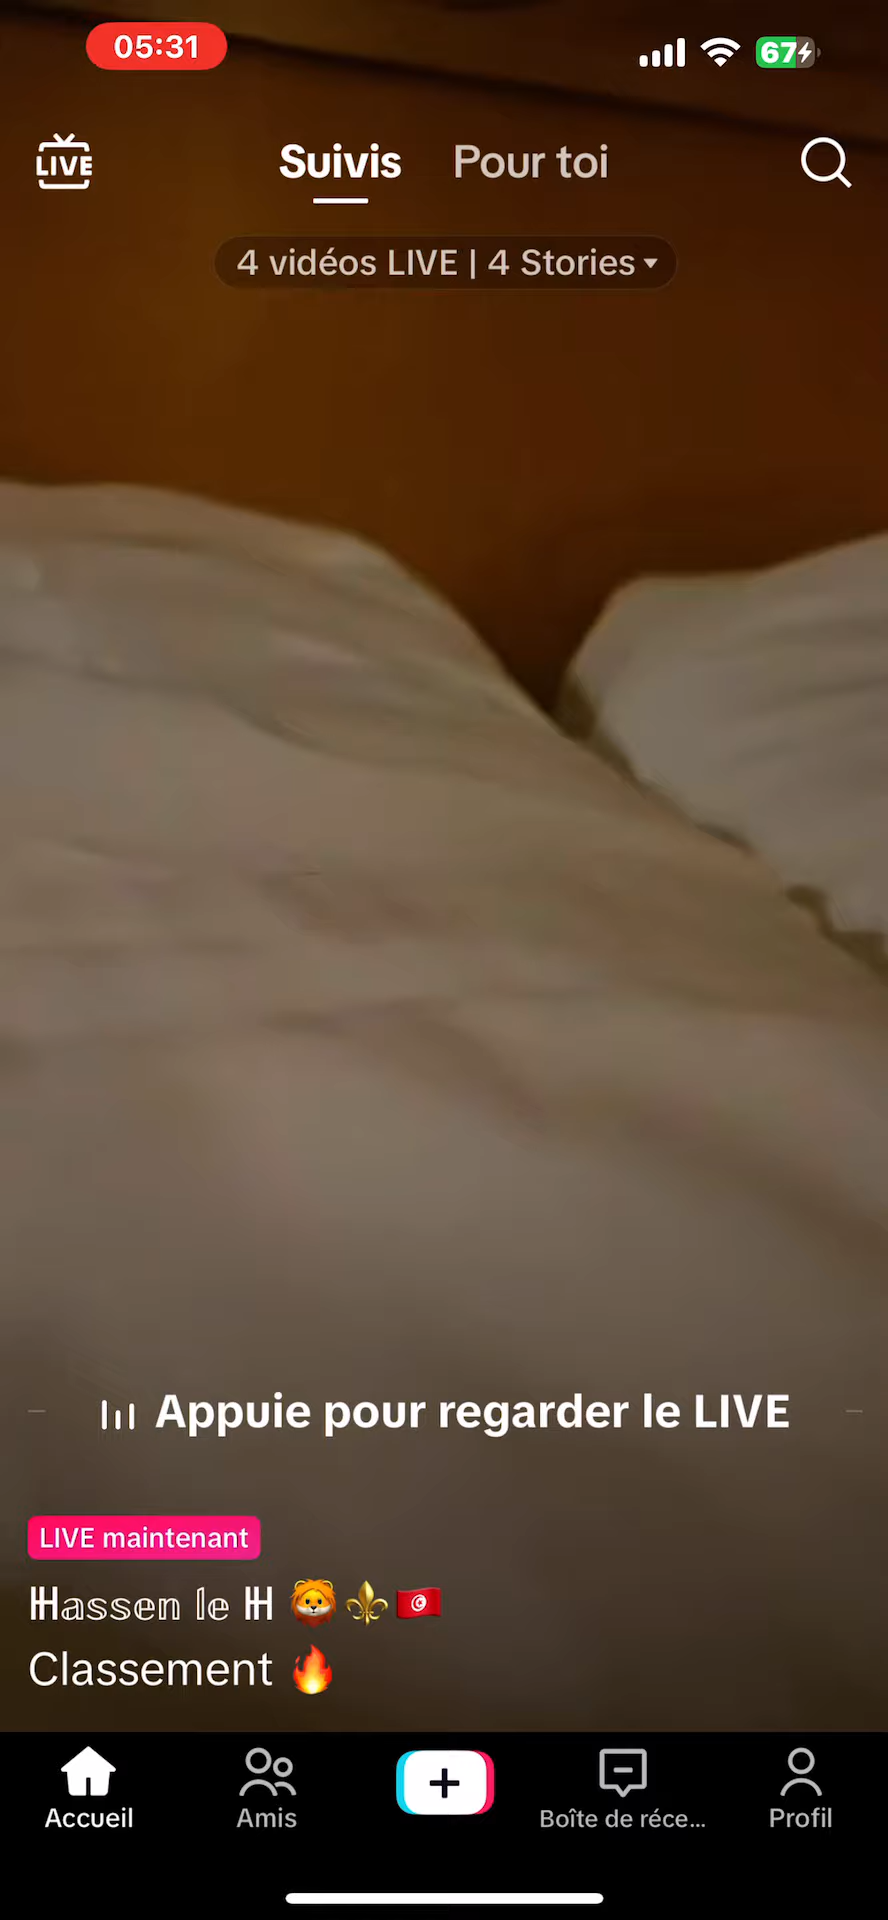 05:31
67
LIVE
Suivis
Pour toi
4 vidéos LIVE | 4 Stories
Appuie pour regarder le LIVE
LIVE maintenant
ℍassen le ℍ 🦁⚜️🇹🇳
Classement 🔥
Accueil
Amis
Boîte de réce...
Profil